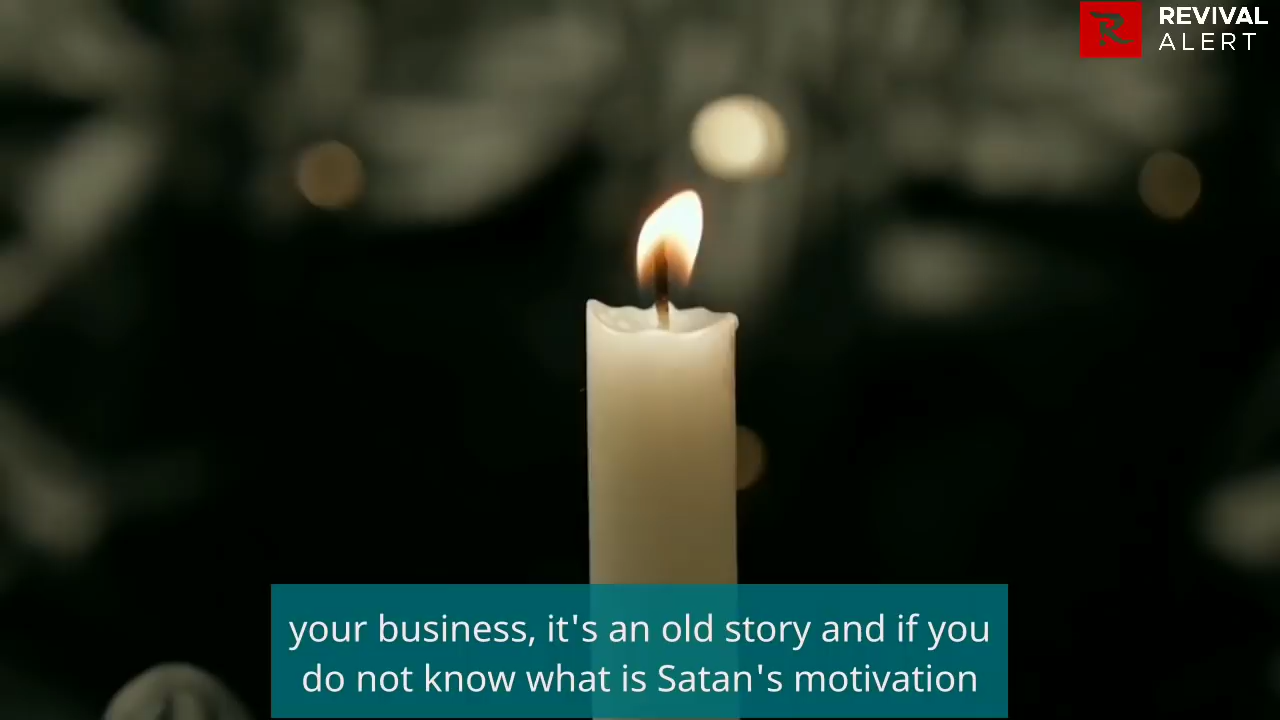 REVIVAL
ALERT
your business, it's an old story and if you
do not know what is Satan's motivation